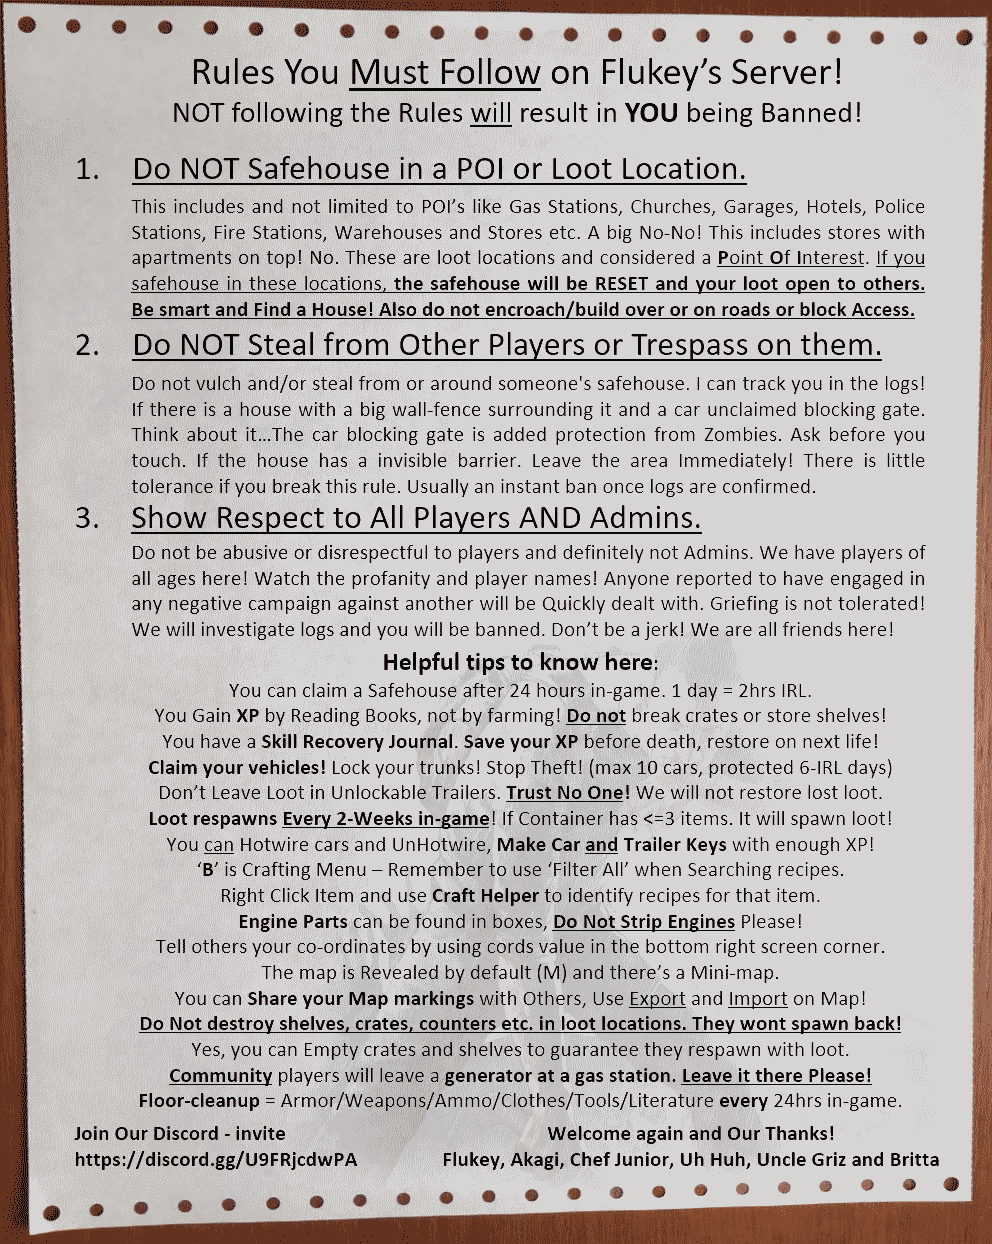 Rules You Must Follow on Flukey's Server!
NOT following the Rules will result in YOU being Banned!
1. Do NOT Safehouse in a POI or Loot Location.
This includes and not limited to POI's like Gas Stations, Churches, Garages, Hotels, Police
Stations, Fire Stations, Warehouses and Stores etc. A big No-No! This includes stores with
apartments on top! No. These are loot locations and considered a Point Of Interest. If you
safehouse in these locations, the safehouse will be RESET and your loot open to others.
Be smart and Find a House! Also do not encroach/build over or on roads or block Access.
2. Do NOT Steal from Other Players or Trespass on them.
Do not vulch and/or steal from or around someone's safehouse. I can track you in the logs!
If there is a house with a big wall-fence surrounding it and a car unclaimed blocking gate.
Think about it...The car blocking gate is added protection from Zombies. Ask before you
touch. If the house has a invisible barrier. Leave the area Immediately! There is little
tolerance if you break this rule. Usually an instant ban once logs are confirmed.
3. Show Respect to All Players AND Admins.
Do not be abusive or disrespectful to players and definitely not Admins. We have players of
all ages here! Watch the profanity and player names! Anyone reported to have engaged in
any negative campaign against another will be Quickly dealt with. Griefing is not tolerated!
We will investigate logs and you will be banned. Don't be a jerk! We are all friends here!
Helpful tips to know here:
You can claim a Safehouse after 24 hours in-game. 1 day = 2hrs IRL.
You Gain XP by Reading Books, not by farming! Do not break crates or store shelves!
You have a Skill Recovery Journal. Save your XP before death, restore on next life!
Claim your vehicles! Lock your trunks! Stop Theft! (max 10 cars, protected 6-IRL days)
Don't Leave Loot in Unlockable Trailers. Trust No One! We will not restore lost loot.
Loot respawns Every 2-Weeks in-game! If Container has <=3 items. It will spawn loot!
You can Hotwire cars and UnHotwire, Make Car and Trailer Keys with enough XP!
'B' is Crafting Menu – Remember to use 'Filter All' when Searching recipes.
Right Click Item and use Craft Helper to identify recipes for that item.
Engine Parts can be found in boxes, Do Not Strip Engines Please!
Tell others your co-ordinates by using cords value in the bottom right screen corner.
The map is Revealed by default (M) and there's a Mini-map.
You can Share your Map markings with Others, Use Export and Import on Map!
Do Not destroy shelves, crates, counters etc. in loot locations. They wont spawn back!
Yes, you can Empty crates and shelves to guarantee they respawn with loot.
Community players will leave a generator at a gas station. Leave it there Please!
Floor-cleanup = Armor/Weapons/Ammo/Clothes/Tools/Literature every 24hrs in-game.
Join Our Discord - invite
https://discord.gg/U9FRjcdwPA
Welcome again and Our Thanks!
Flukey, Akagi, Chef Junior, Uh Huh, Uncle Griz and Britta